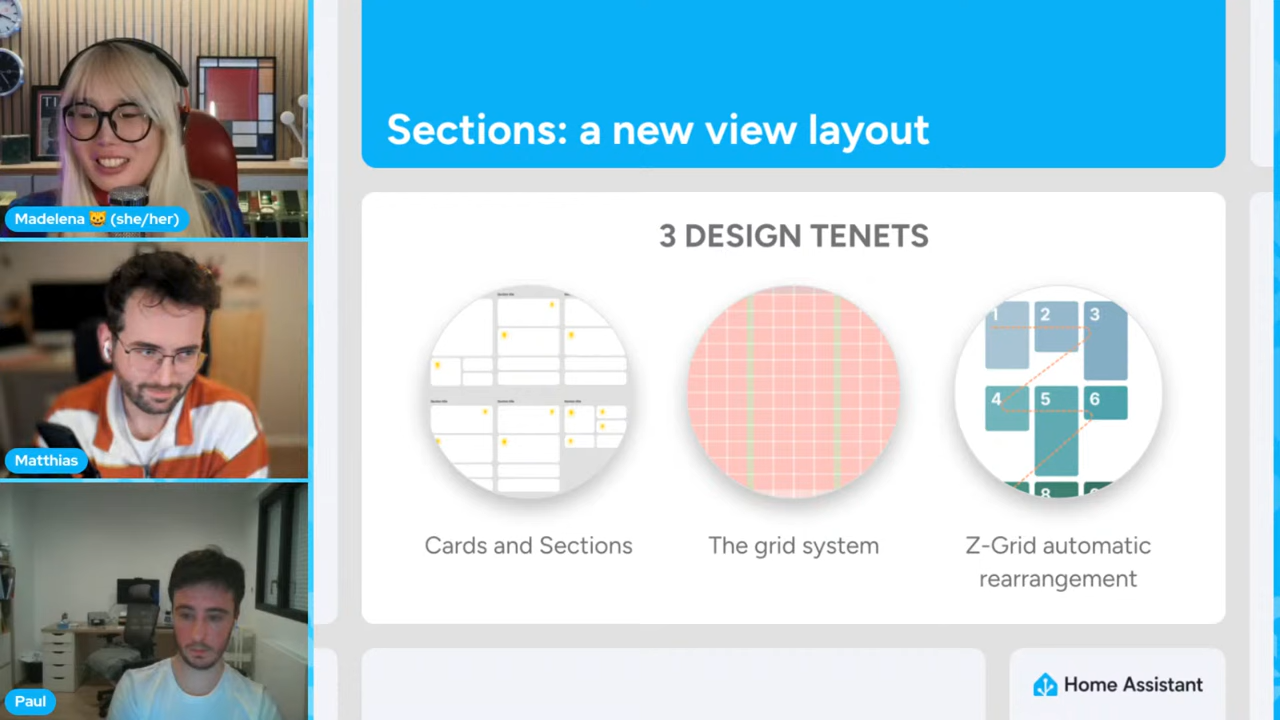 Madelena 😺 (she/her)
Matthias
Paul
Sections: a new view layout
3 DESIGN TENETS
1 2 3
4 5 6
8
Cards and Sections
The grid system
Z-Grid automatic
rearrangement
Home Assistant